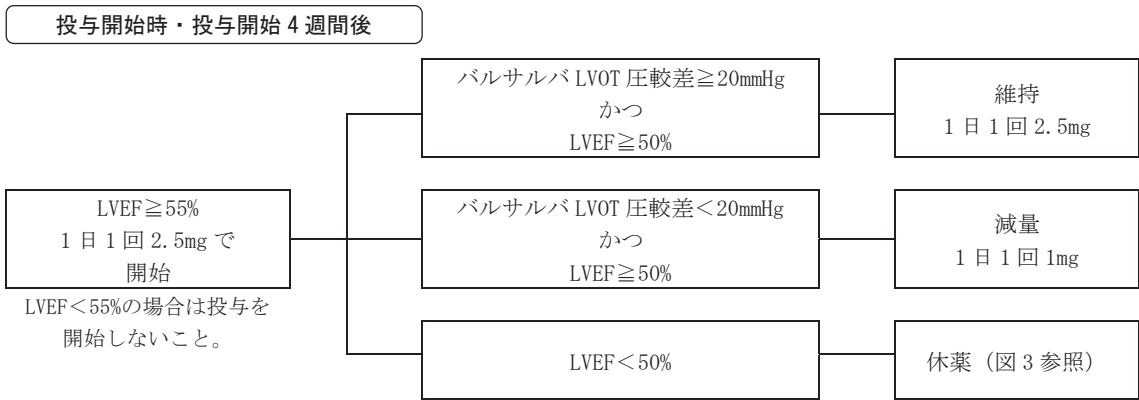 投与開始時・投与開始4週間後
LVEF≧55%
1日1回2.5mgで
開始
LVEF＜55%の場合は投与を
開始しないこと。
バルサルバLVOT圧較差≧20mmHg
かつ
LVEF≧50%
維持
1日1回2.5mg
バルサルバLVOT圧較差＜20mmHg
かつ
LVEF≧50%
減量
1日1回1mg
LVEF＜50%
休薬（図3参照）